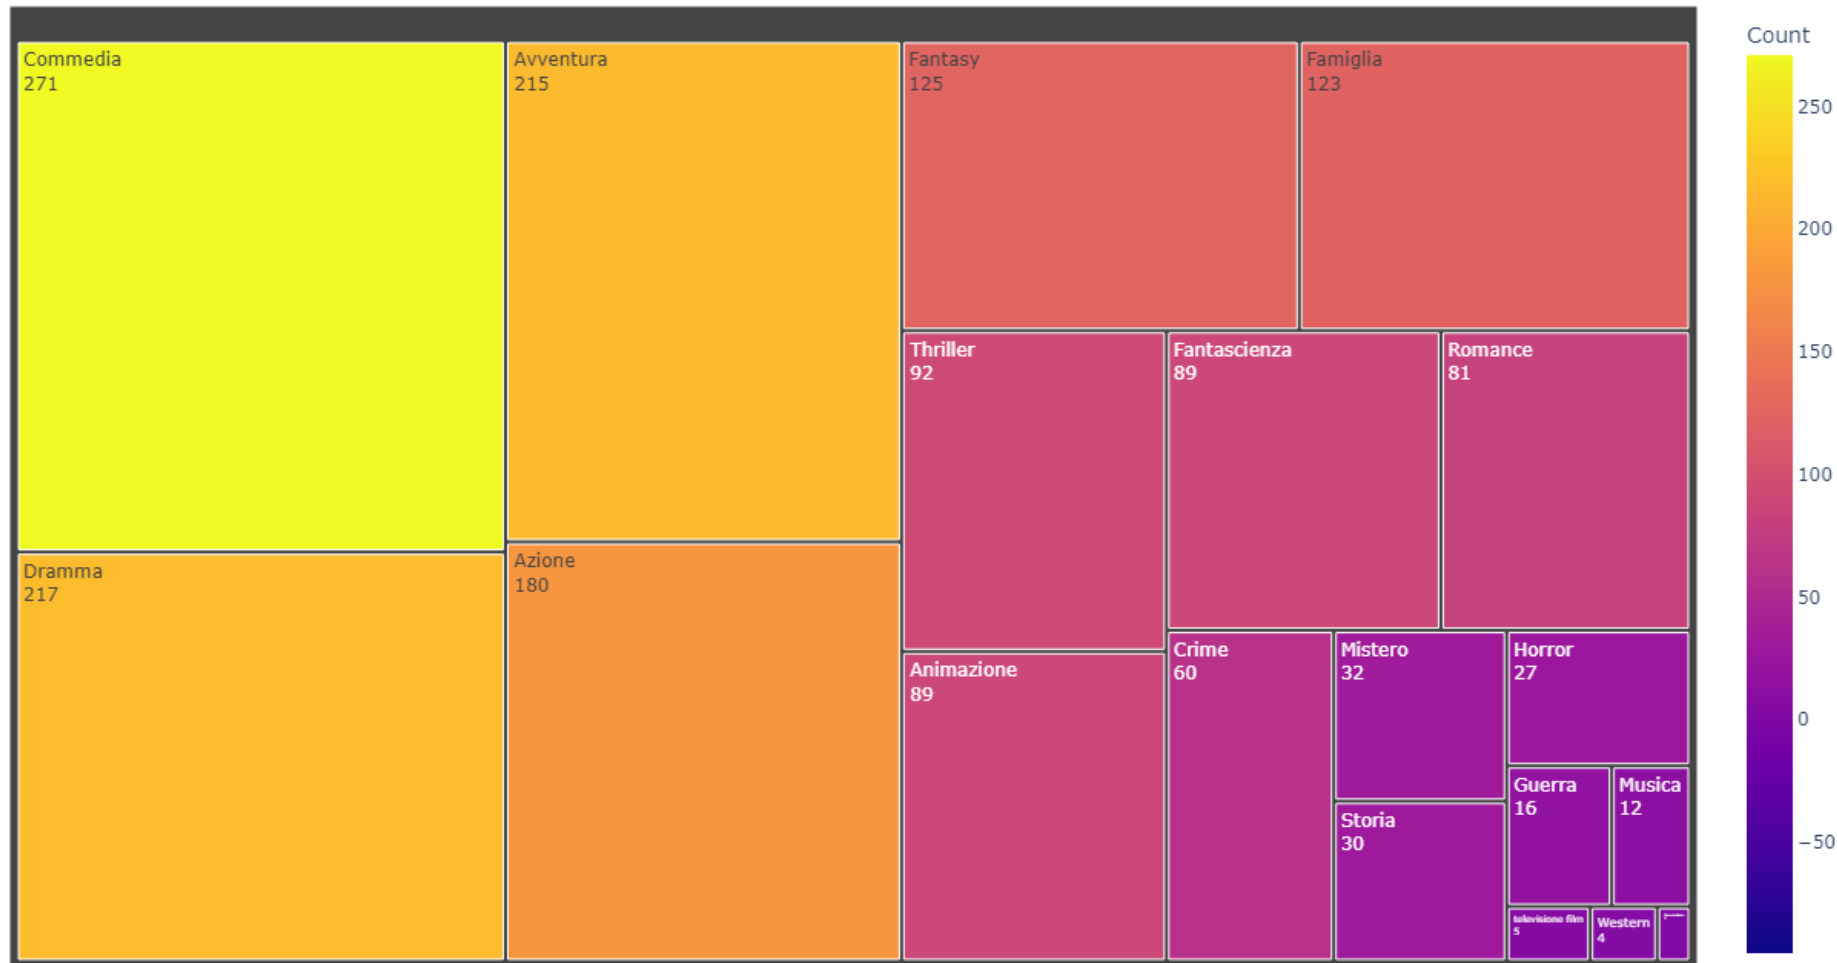 Commedia
271
Avventura
215
Fantasy
125
Famiglia
123
Thriller
92
Fantascienza
89
Romance
81
Dramma
217
Azione
180
Animazione
89
Crime
60
Mistero
32
Horror
27
Storia
30
Guerra
16
Musica
12
televisione film
5
Western
4
Count
250
200
150
100
50
0
−50